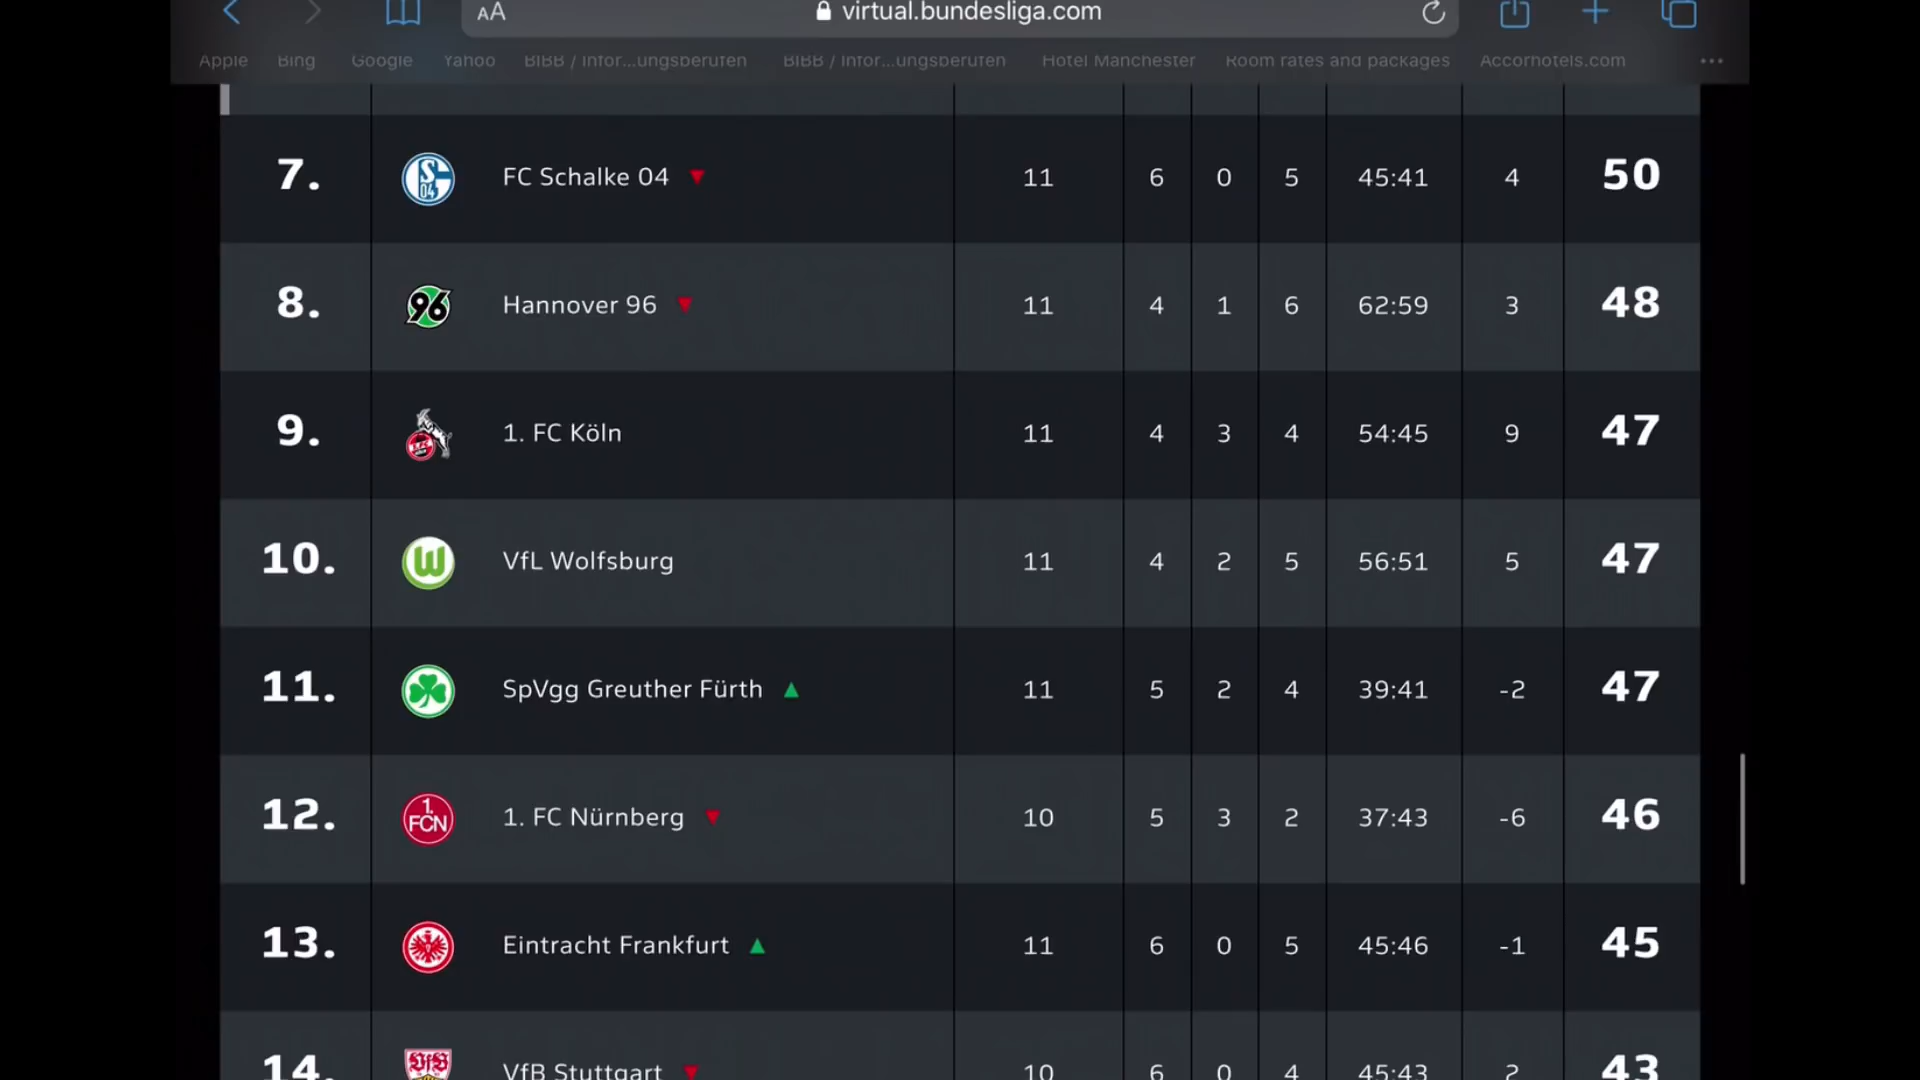 AA virtual.bundesliga.com
Apple Bing Google Yahoo BIBB / Infor...ungsberufen BIBB / Infor...ungsberufen Hotel Manchester Room rates and packages Accorhotels.com ...
7. S 04 FC Schalke 04 11 6 0 5 45:41 4 50
8. 96 Hannover 96 11 4 1 6 62:59 3 48
9. 1. FC Köln 11 4 3 4 54:45 9 47
10. W VfL Wolfsburg 11 4 2 5 56:51 5 47
11. SpVgg Greuther Fürth 11 5 2 4 39:41 -2 47
12. 1. FCN 1. FC Nürnberg 10 5 3 2 37:43 -6 46
13. Eintracht Frankfurt 11 6 0 5 45:46 -1 45
14. VfB VfB Stuttgart 10 6 0 4 45:43 2 43